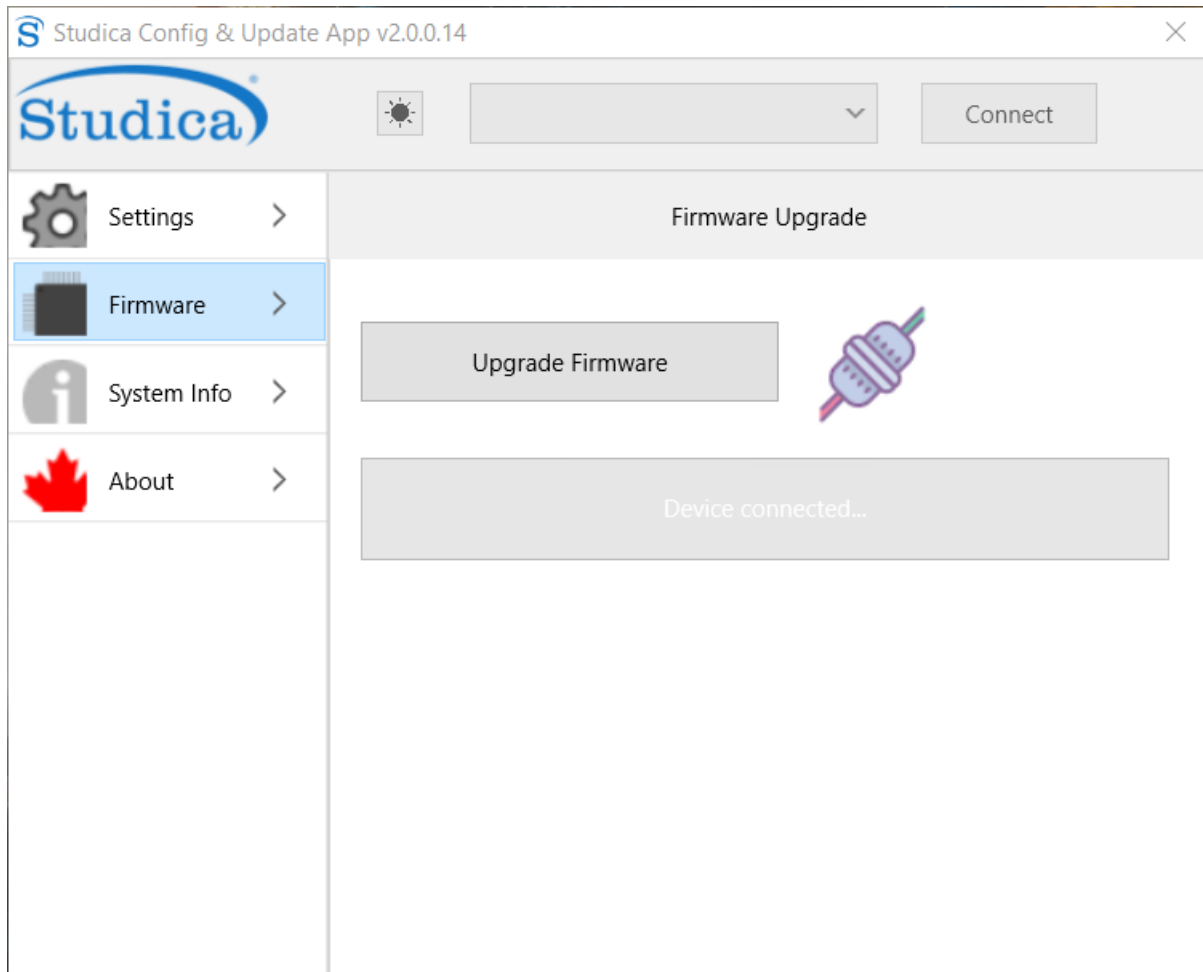 Studica Config & Update App v2.0.0.14
Studica®
Connect
Settings
Firmware Upgrade
Firmware
Upgrade Firmware
System Info
About
Device connected...